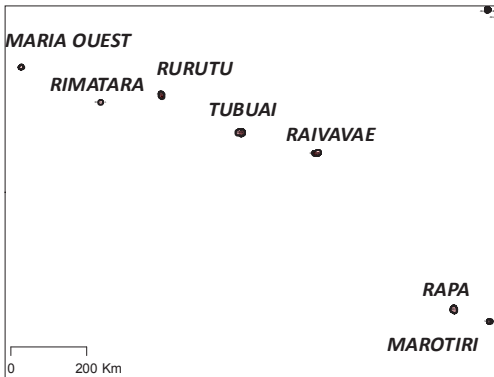 MARIA OUEST
RIMATARA
RURUTU
TUBUAI
RAIVAVAE
RAPA
MAROTIRI
0 200 Km